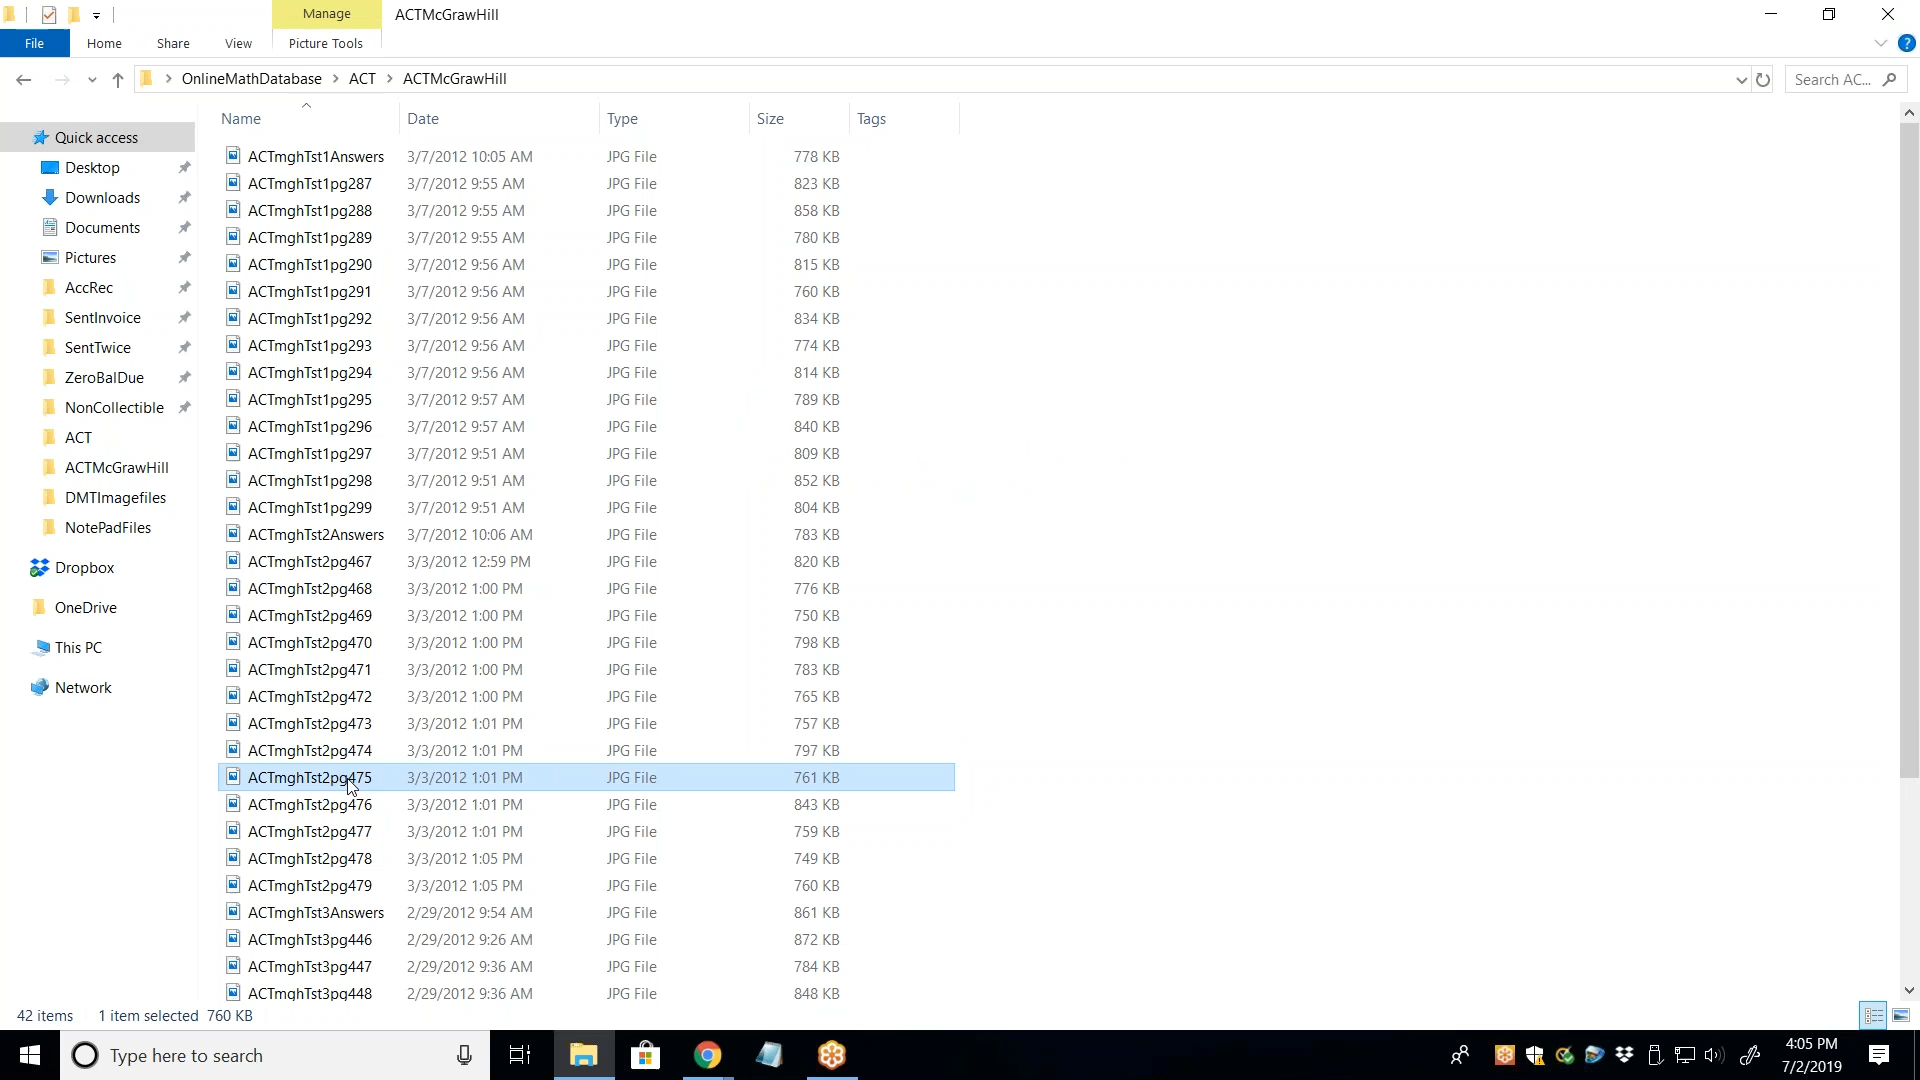 Manage ACTMcGrawHill
File Home Share View Picture Tools
OnlineMathDatabase ACT ACTMcGrawHill Search AC...
Name Date Type Size Tags
Quick access
Desktop
Downloads
Documents
Pictures
AccRec
SentInvoice
SentTwice
ZeroBalDue
NonCollectible
ACT
ACTMcGrawHill
DMTImagefiles
NotePadFiles
Dropbox
OneDrive
This PC
Network
ACTmghTst1Answers 3/7/2012 10:05 AM JPG File 778 KB
ACTmghTst1pg287 3/7/2012 9:55 AM JPG File 823 KB
ACTmghTst1pg288 3/7/2012 9:55 AM JPG File 858 KB
ACTmghTst1pg289 3/7/2012 9:55 AM JPG File 780 KB
ACTmghTst1pg290 3/7/2012 9:56 AM JPG File 815 KB
ACTmghTst1pg291 3/7/2012 9:56 AM JPG File 760 KB
ACTmghTst1pg292 3/7/2012 9:56 AM JPG File 834 KB
ACTmghTst1pg293 3/7/2012 9:56 AM JPG File 774 KB
ACTmghTst1pg294 3/7/2012 9:56 AM JPG File 814 KB
ACTmghTst1pg295 3/7/2012 9:57 AM JPG File 789 KB
ACTmghTst1pg296 3/7/2012 9:57 AM JPG File 840 KB
ACTmghTst1pg297 3/7/2012 9:51 AM JPG File 809 KB
ACTmghTst1pg298 3/7/2012 9:51 AM JPG File 852 KB
ACTmghTst1pg299 3/7/2012 9:51 AM JPG File 804 KB
ACTmghTst2Answers 3/7/2012 10:06 AM JPG File 783 KB
ACTmghTst2pg467 3/3/2012 12:59 PM JPG File 820 KB
ACTmghTst2pg468 3/3/2012 1:00 PM JPG File 776 KB
ACTmghTst2pg469 3/3/2012 1:00 PM JPG File 750 KB
ACTmghTst2pg470 3/3/2012 1:00 PM JPG File 798 KB
ACTmghTst2pg471 3/3/2012 1:00 PM JPG File 783 KB
ACTmghTst2pg472 3/3/2012 1:00 PM JPG File 765 KB
ACTmghTst2pg473 3/3/2012 1:01 PM JPG File 757 KB
ACTmghTst2pg474 3/3/2012 1:01 PM JPG File 797 KB
ACTmghTst2pg475 3/3/2012 1:01 PM JPG File 761 KB
ACTmghTst2pg476 3/3/2012 1:01 PM JPG File 843 KB
ACTmghTst2pg477 3/3/2012 1:01 PM JPG File 759 KB
ACTmghTst2pg478 3/3/2012 1:05 PM JPG File 749 KB
ACTmghTst2pg479 3/3/2012 1:05 PM JPG File 760 KB
ACTmghTst3Answers 2/29/2012 9:54 AM JPG File 861 KB
ACTmghTst3pg446 2/29/2012 9:26 AM JPG File 872 KB
ACTmghTst3pg447 2/29/2012 9:36 AM JPG File 784 KB
ACTmghTst3pg448 2/29/2012 9:36 AM JPG File 848 KB
42 items 1 item selected 760 KB
Type here to search
4:05 PM
7/2/2019